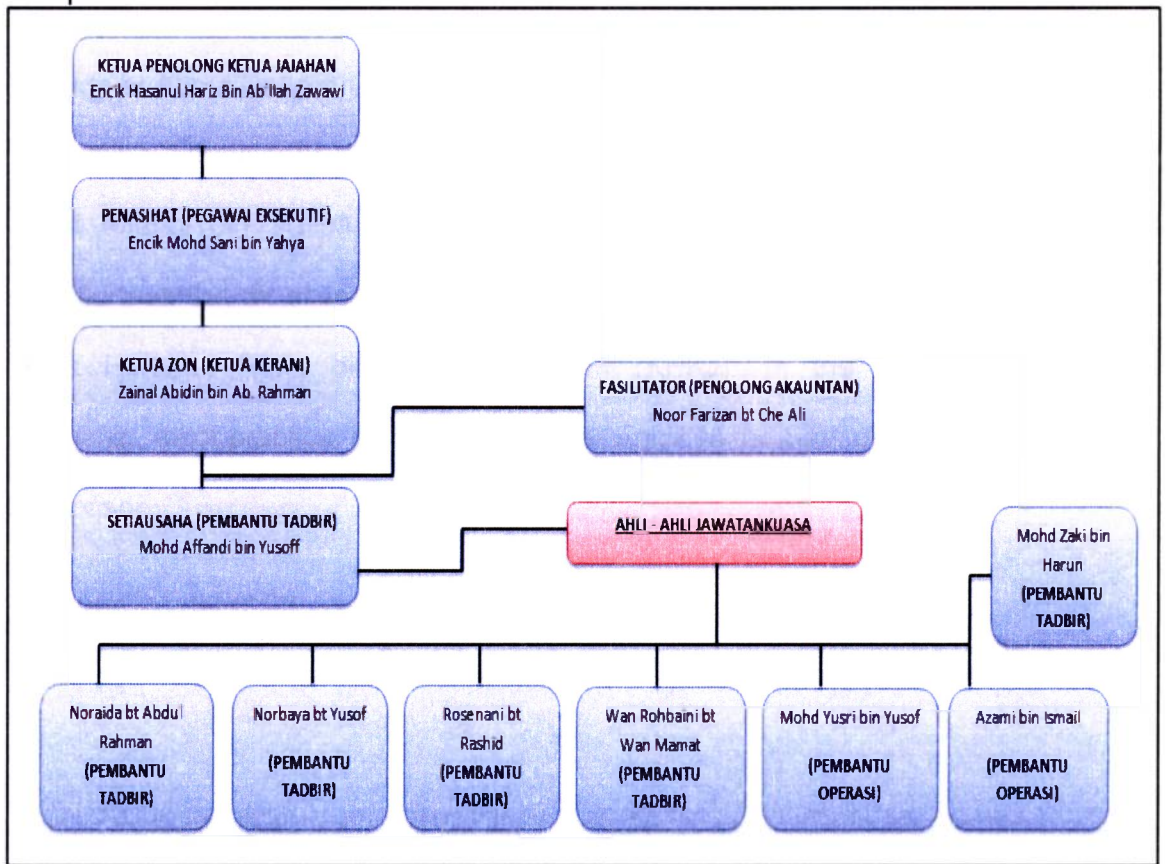 KETUA PENOLONG KETUA JAJAHAN
Encik Hasanul Hariz Bin Ab'llah Zawawi
PENASIHAT (PEGAWAI EKSEKUTIF)
Encik Mohd Sani bin Yahya
KETUA ZON (KETUA KERANI)
Zainal Abidin bin Ab. Rahman
FASILITATOR (PENOLONG AKAUNTAN)
Noor Farizan bt Che Ali
SETIAUSAHA (PEMBANTU TADBIR)
Mohd Affandi bin Yusoff
AHLI - AHLI JAWATANKUASA
Mohd Zaki bin
Harun
(PEMBANTU
TADBIR)
Noraida bt Abdul
Rahman
(PEMBANTU
TADBIR)
Norbaya bt Yusof
(PEMBANTU
TADBIR)
Rosenani bt
Rashid
(PEMBANTU
TADBIR)
Wan Rohbaini bt
Wan Mamat
(PEMBANTU
TADBIR)
Mohd Yusri bin Yusof
(PEMBANTU
OPERASI)
Azami bin Ismail
(PEMBANTU
OPERASI)